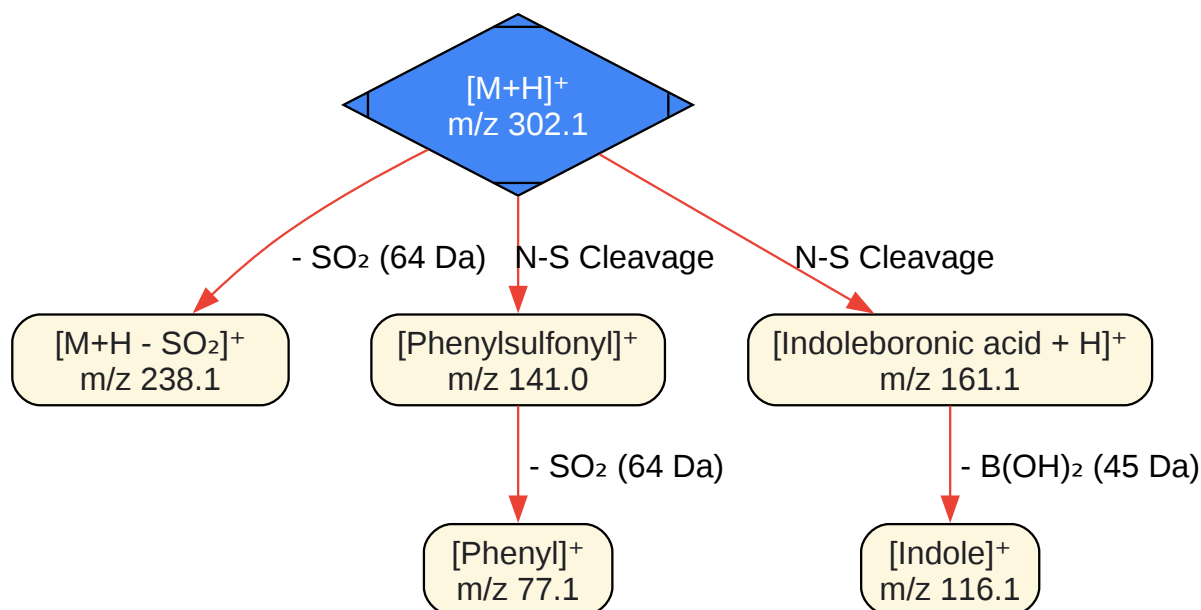 [M+H]⁺
m/z 302.1
- SO₂ (64 Da)
N-S Cleavage
N-S Cleavage
[M+H - SO₂]⁺
m/z 238.1
[Phenylsulfonyl]⁺
m/z 141.0
[Indoleboronic acid + H]⁺
m/z 161.1
- SO₂ (64 Da)
- B(OH)₂ (45 Da)
[Phenyl]⁺
m/z 77.1
[Indole]⁺
m/z 116.1